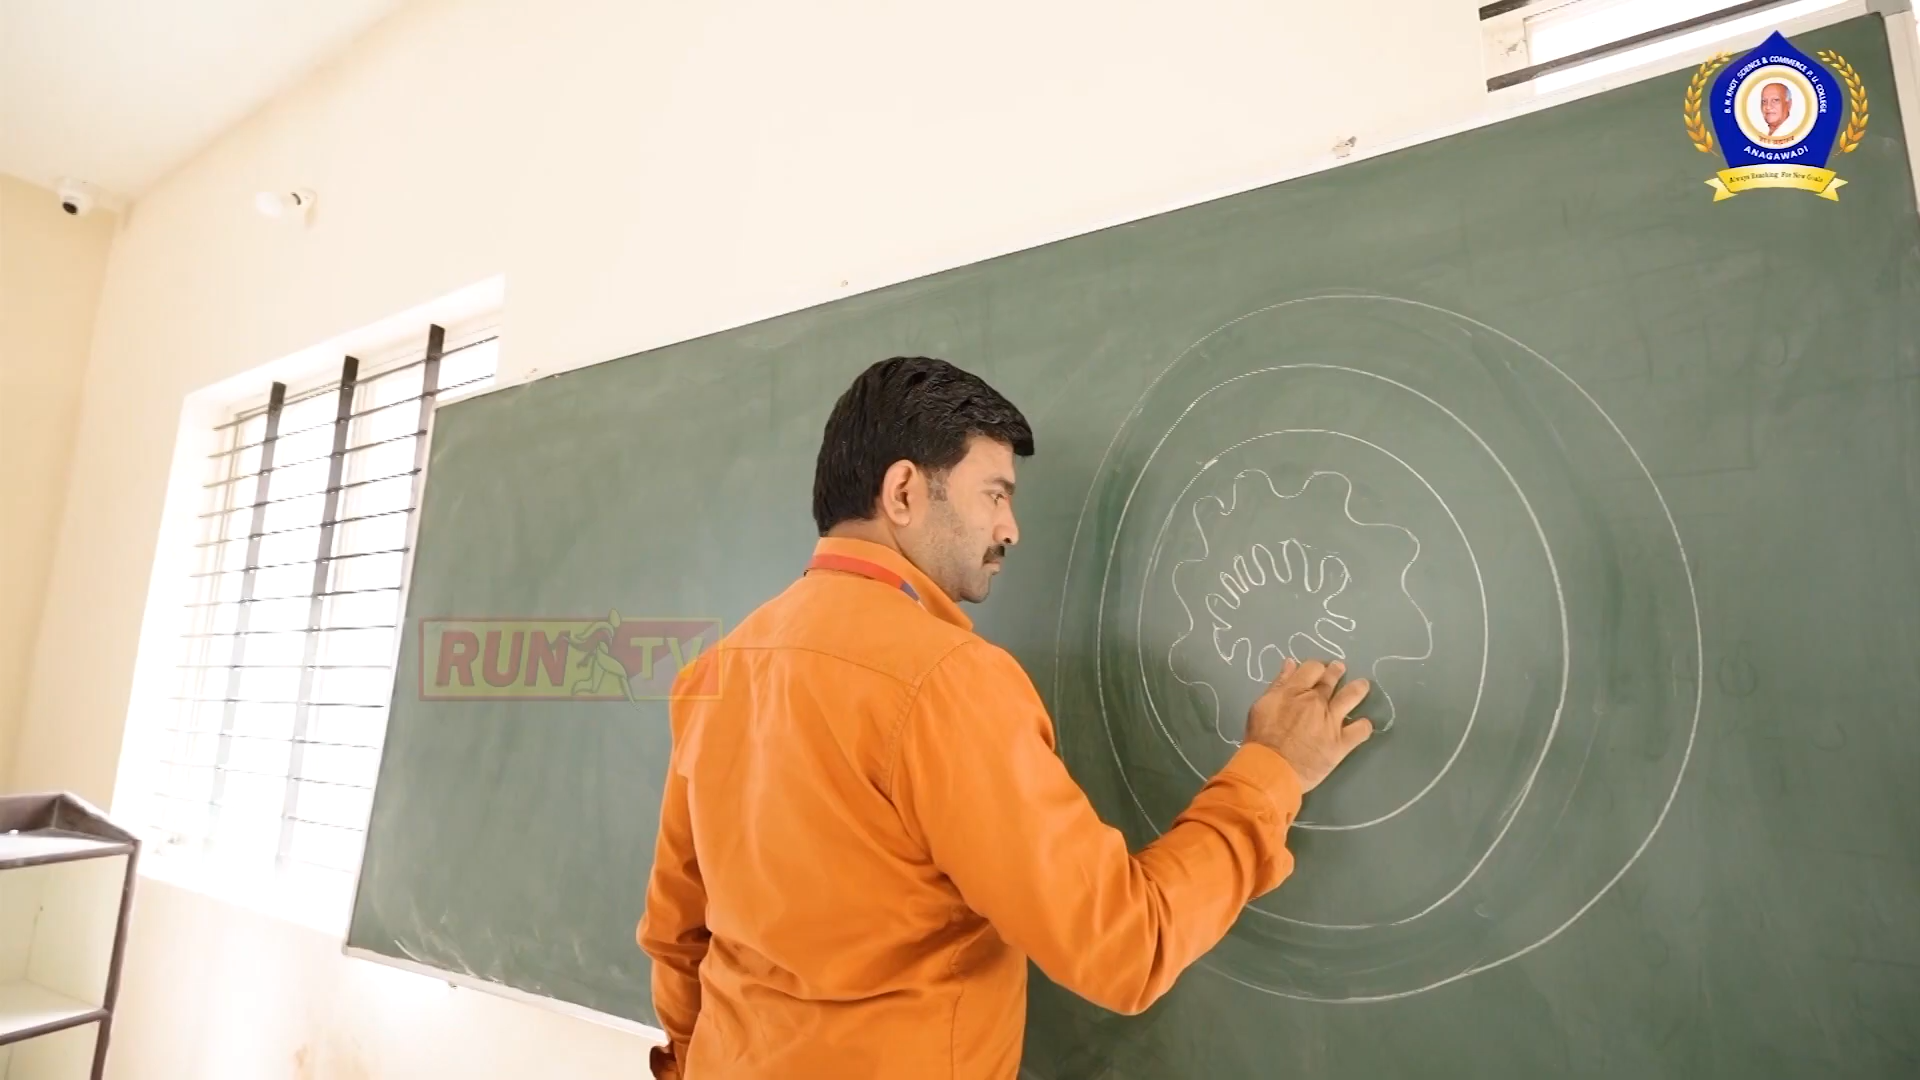 B. M. KHOT SCIENCE & COMMERCE P. U. COLLEGE
ANAGAWADI
Always Reaching For New Goals
RUN TV